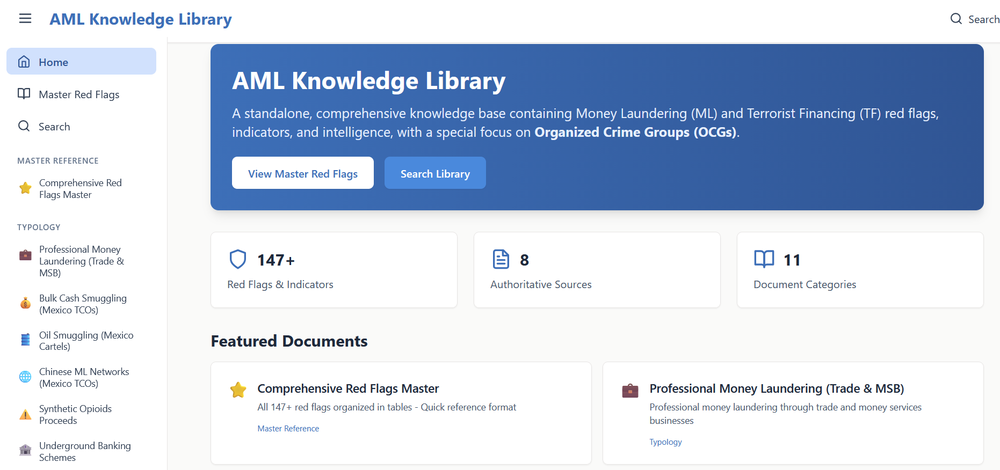 AML Knowledge Library
Search
Home
Master Red Flags
Search
MASTER REFERENCE
Comprehensive Red
Flags Master
TYPOLOGY
Professional Money
Laundering (Trade &
MSB)
Bulk Cash Smuggling
(Mexico TCOs)
Oil Smuggling (Mexico
Cartels)
Chinese ML Networks
(Mexico TCOs)
Synthetic Opioids
Proceeds
Underground Banking
Schemes
AML Knowledge Library
A standalone, comprehensive knowledge base containing Money Laundering (ML) and Terrorist Financing (TF) red flags,
indicators, and intelligence, with a special focus on Organized Crime Groups (OCGs).
View Master Red Flags
Search Library
147+
Red Flags & Indicators
8
Authoritative Sources
11
Document Categories
Featured Documents
Comprehensive Red Flags Master
All 147+ red flags organized in tables - Quick reference format
Master Reference
Professional Money Laundering (Trade & MSB)
Professional money laundering through trade and money services
businesses
Typology